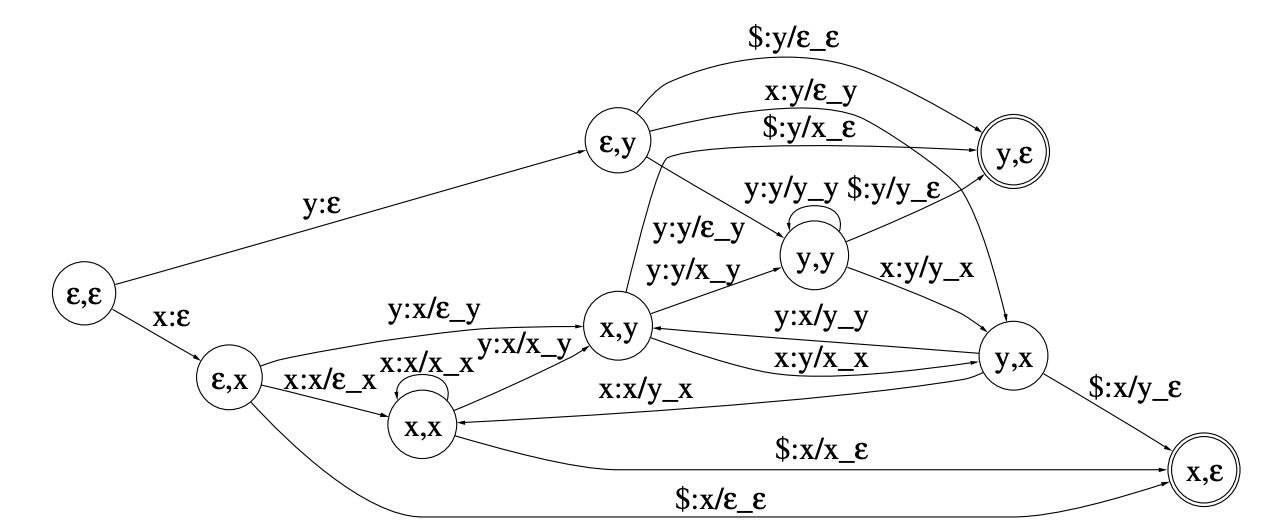 $:y/ε_ε
x:y/ε_y
$:y/x_ε
ε,y
y,ε
y:y/y_y $:y/y_ε
y:ε
y:y/ε_y
y,y
y:y/x_y
x:y/y_x
ε,ε
x:ε
y:x/ε_y
x,y
y:x/y_y
y:x/x_y
x:x/x_x
x:y/x_x
y,x
ε,x
x:x/ε_x
x:x/y_x
$:x/y_ε
x,x
$:x/x_ε
x,ε
$:x/ε_ε